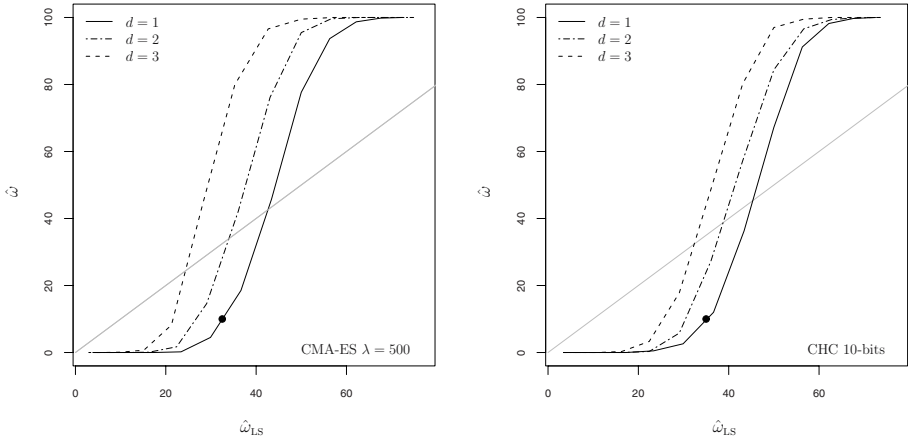 d = 1
d = 2
d = 3
100
80
60
40
20
0
ω̂
CMA-ES λ = 500
0 20 40 60
ω̂LS
d = 1
d = 2
d = 3
100
80
60
40
20
0
ω̂
CHC 10-bits
0 20 40 60
ω̂LS